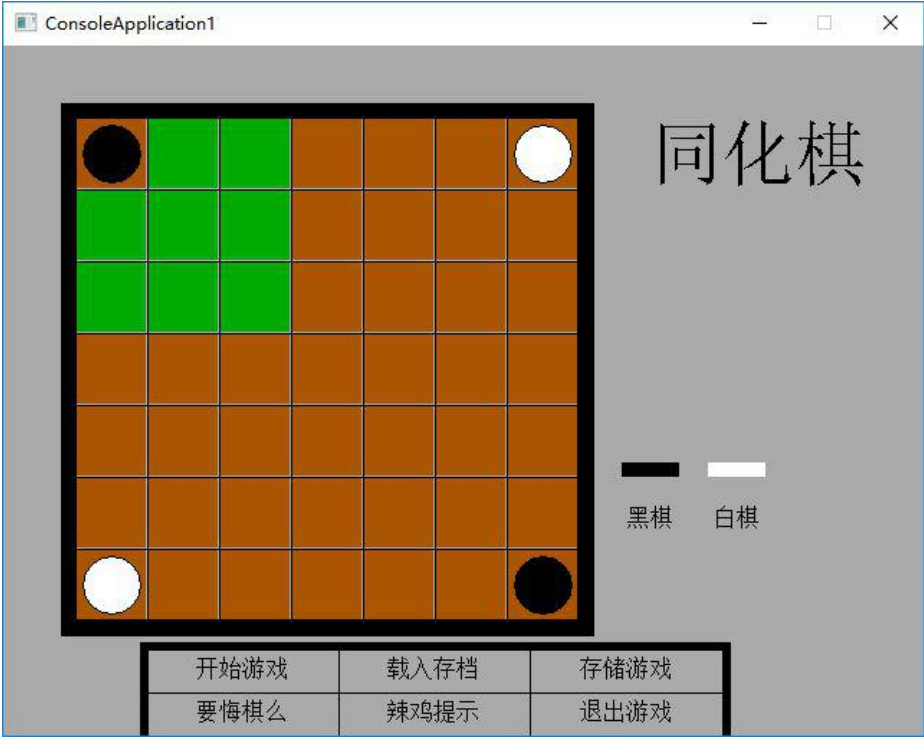 ConsoleApplication1
同化棋
黑棋 白棋
开始游戏 载入存档 存储游戏
要悔棋么 辣鸡提示 退出游戏